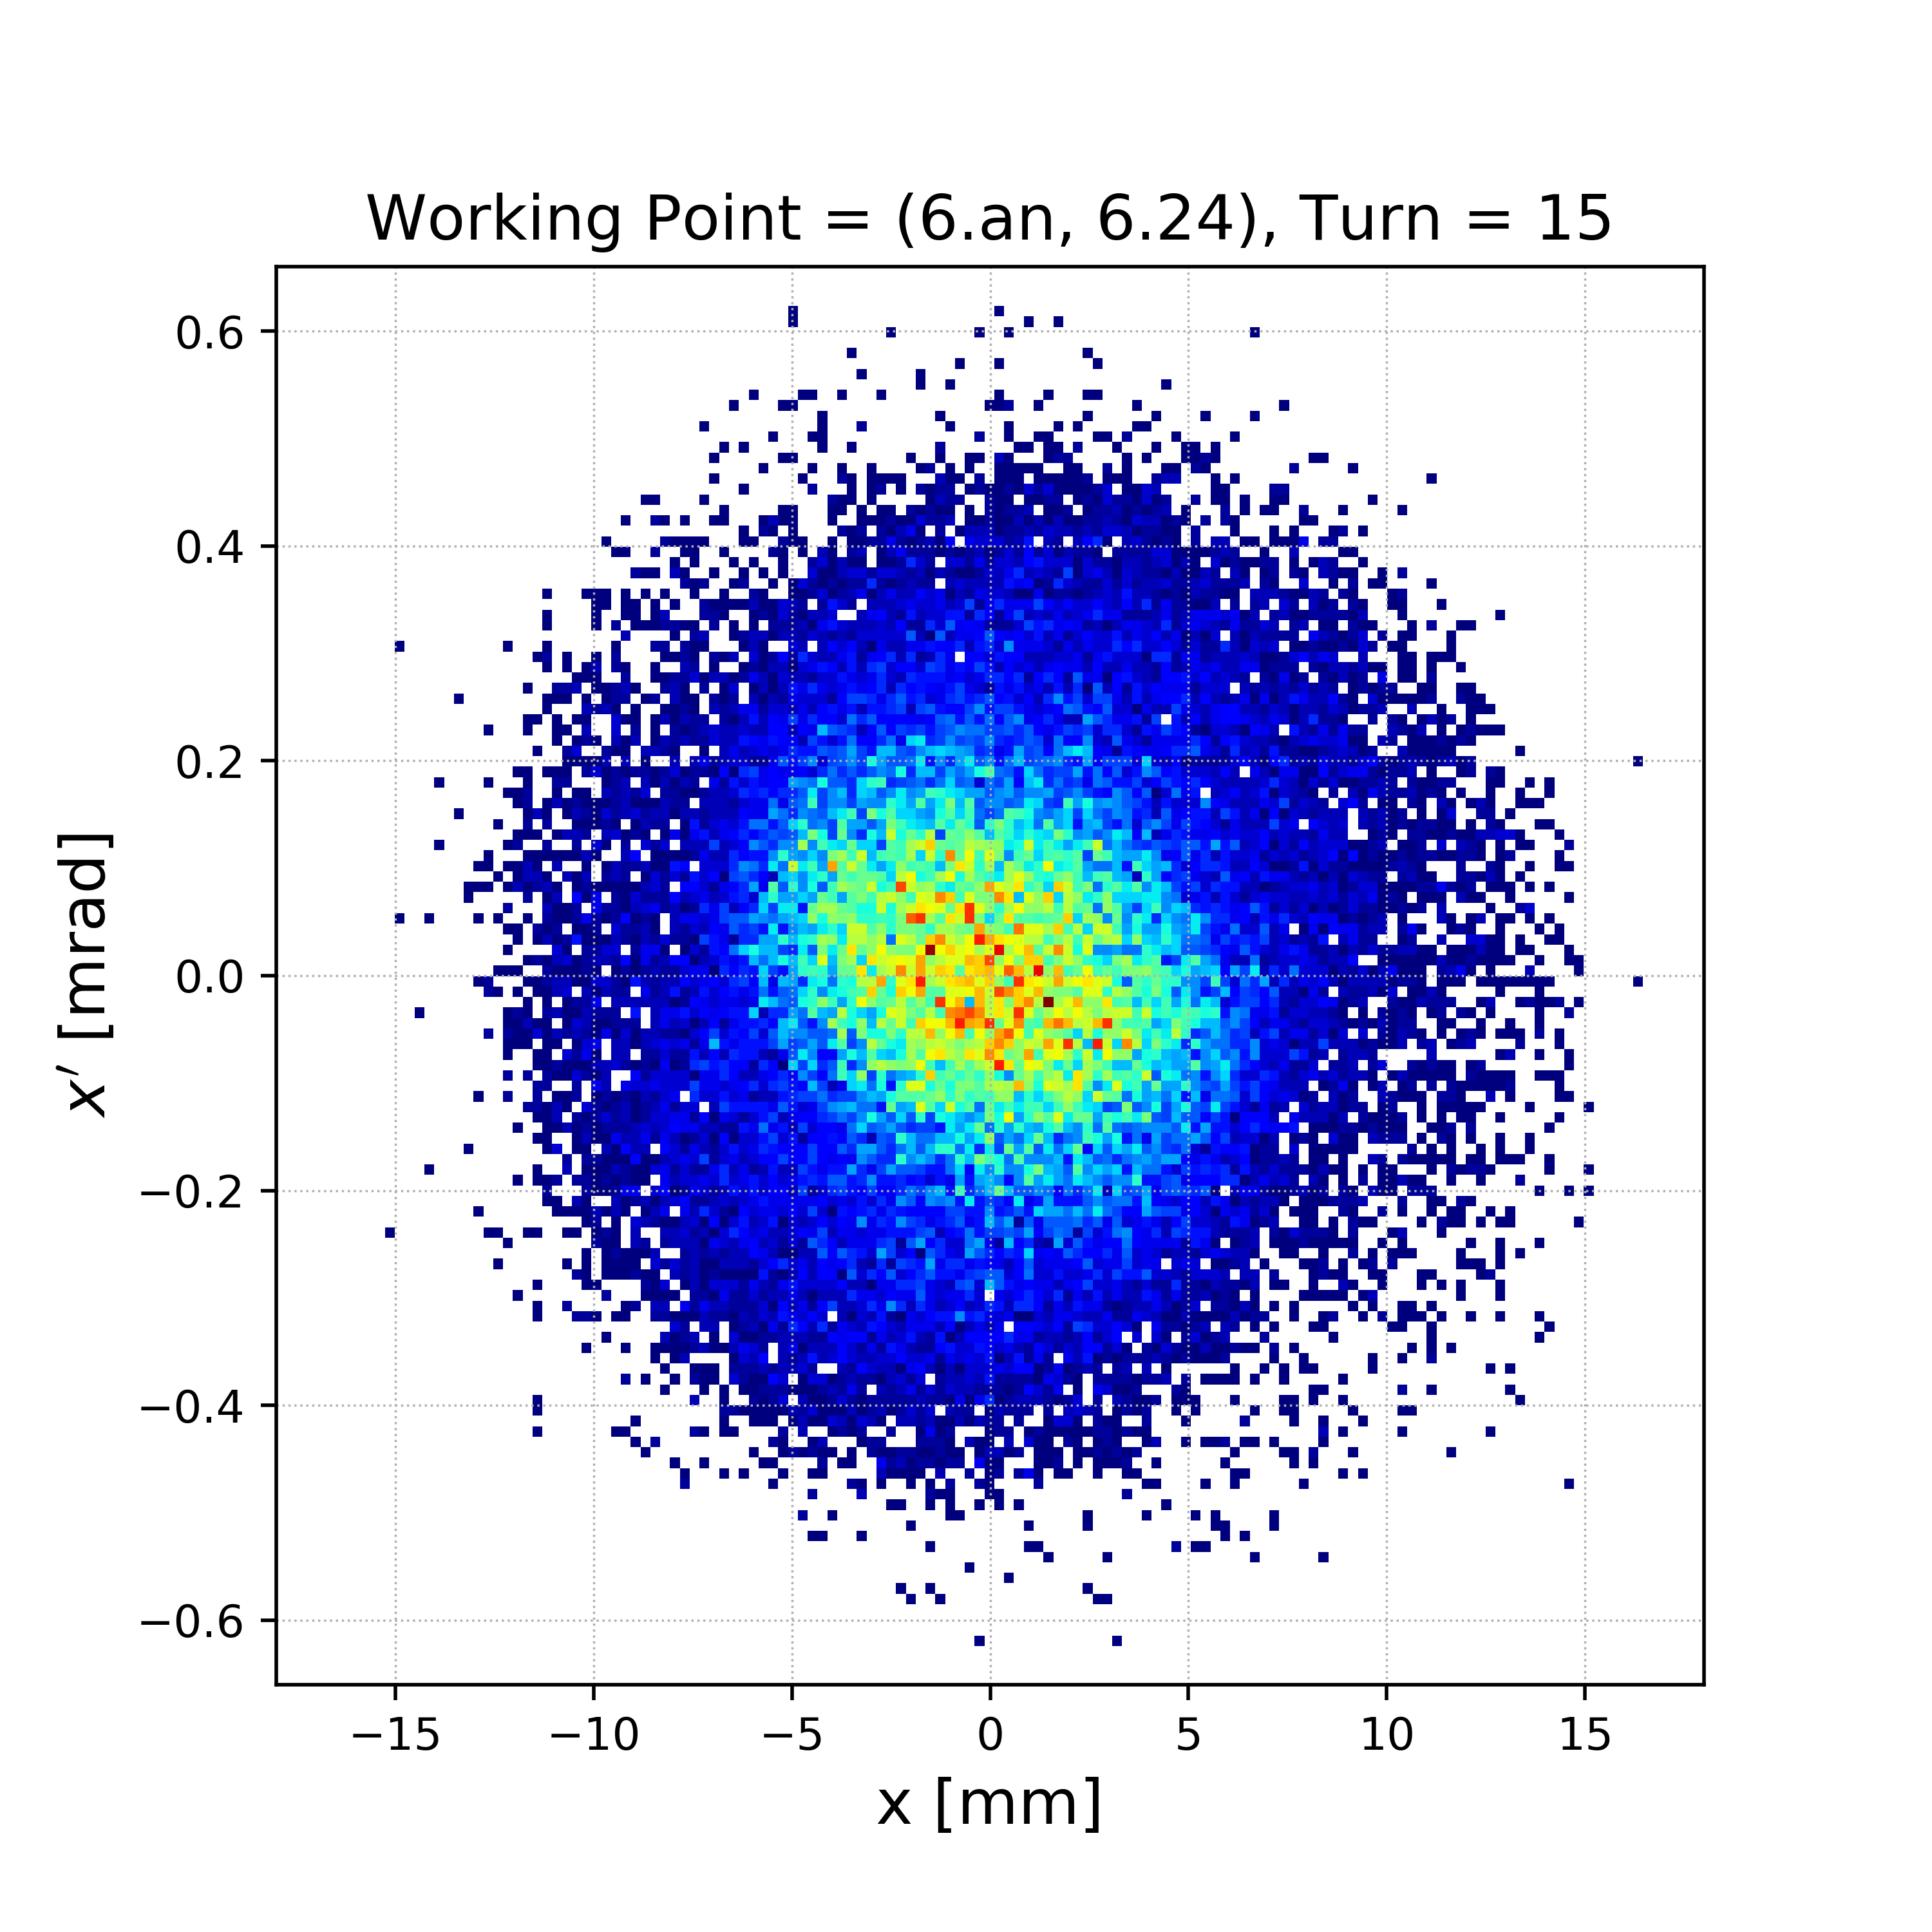 Working Point = (6.an, 6.24), Turn = 15
0.6
0.4
0.2
0.0
−0.2
−0.4
−0.6
x′ [mrad]
−15 −10 −5 0 5 10 15
x [mm]